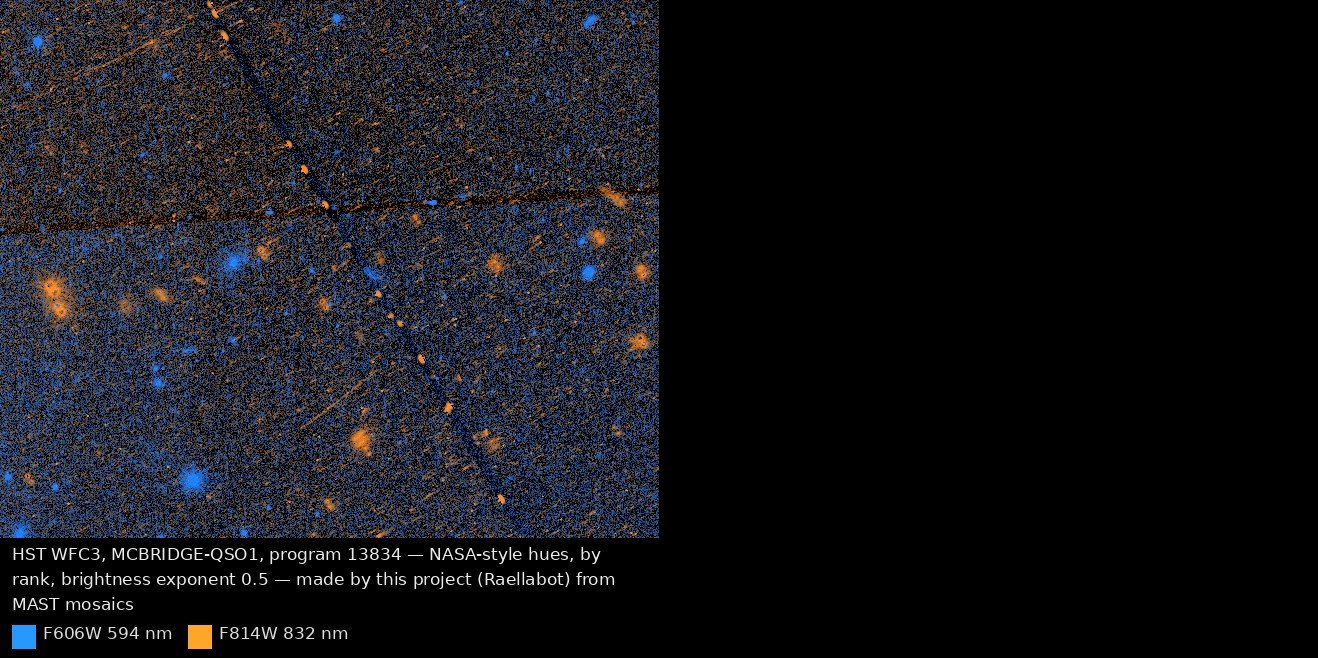 HST WFC3, MCBRIDGE-QSO1, program 13834 — NASA-style hues, by
rank, brightness exponent 0.5 — made by this project (Raellabot) from
MAST mosaics
F606W 594 nm F814W 832 nm